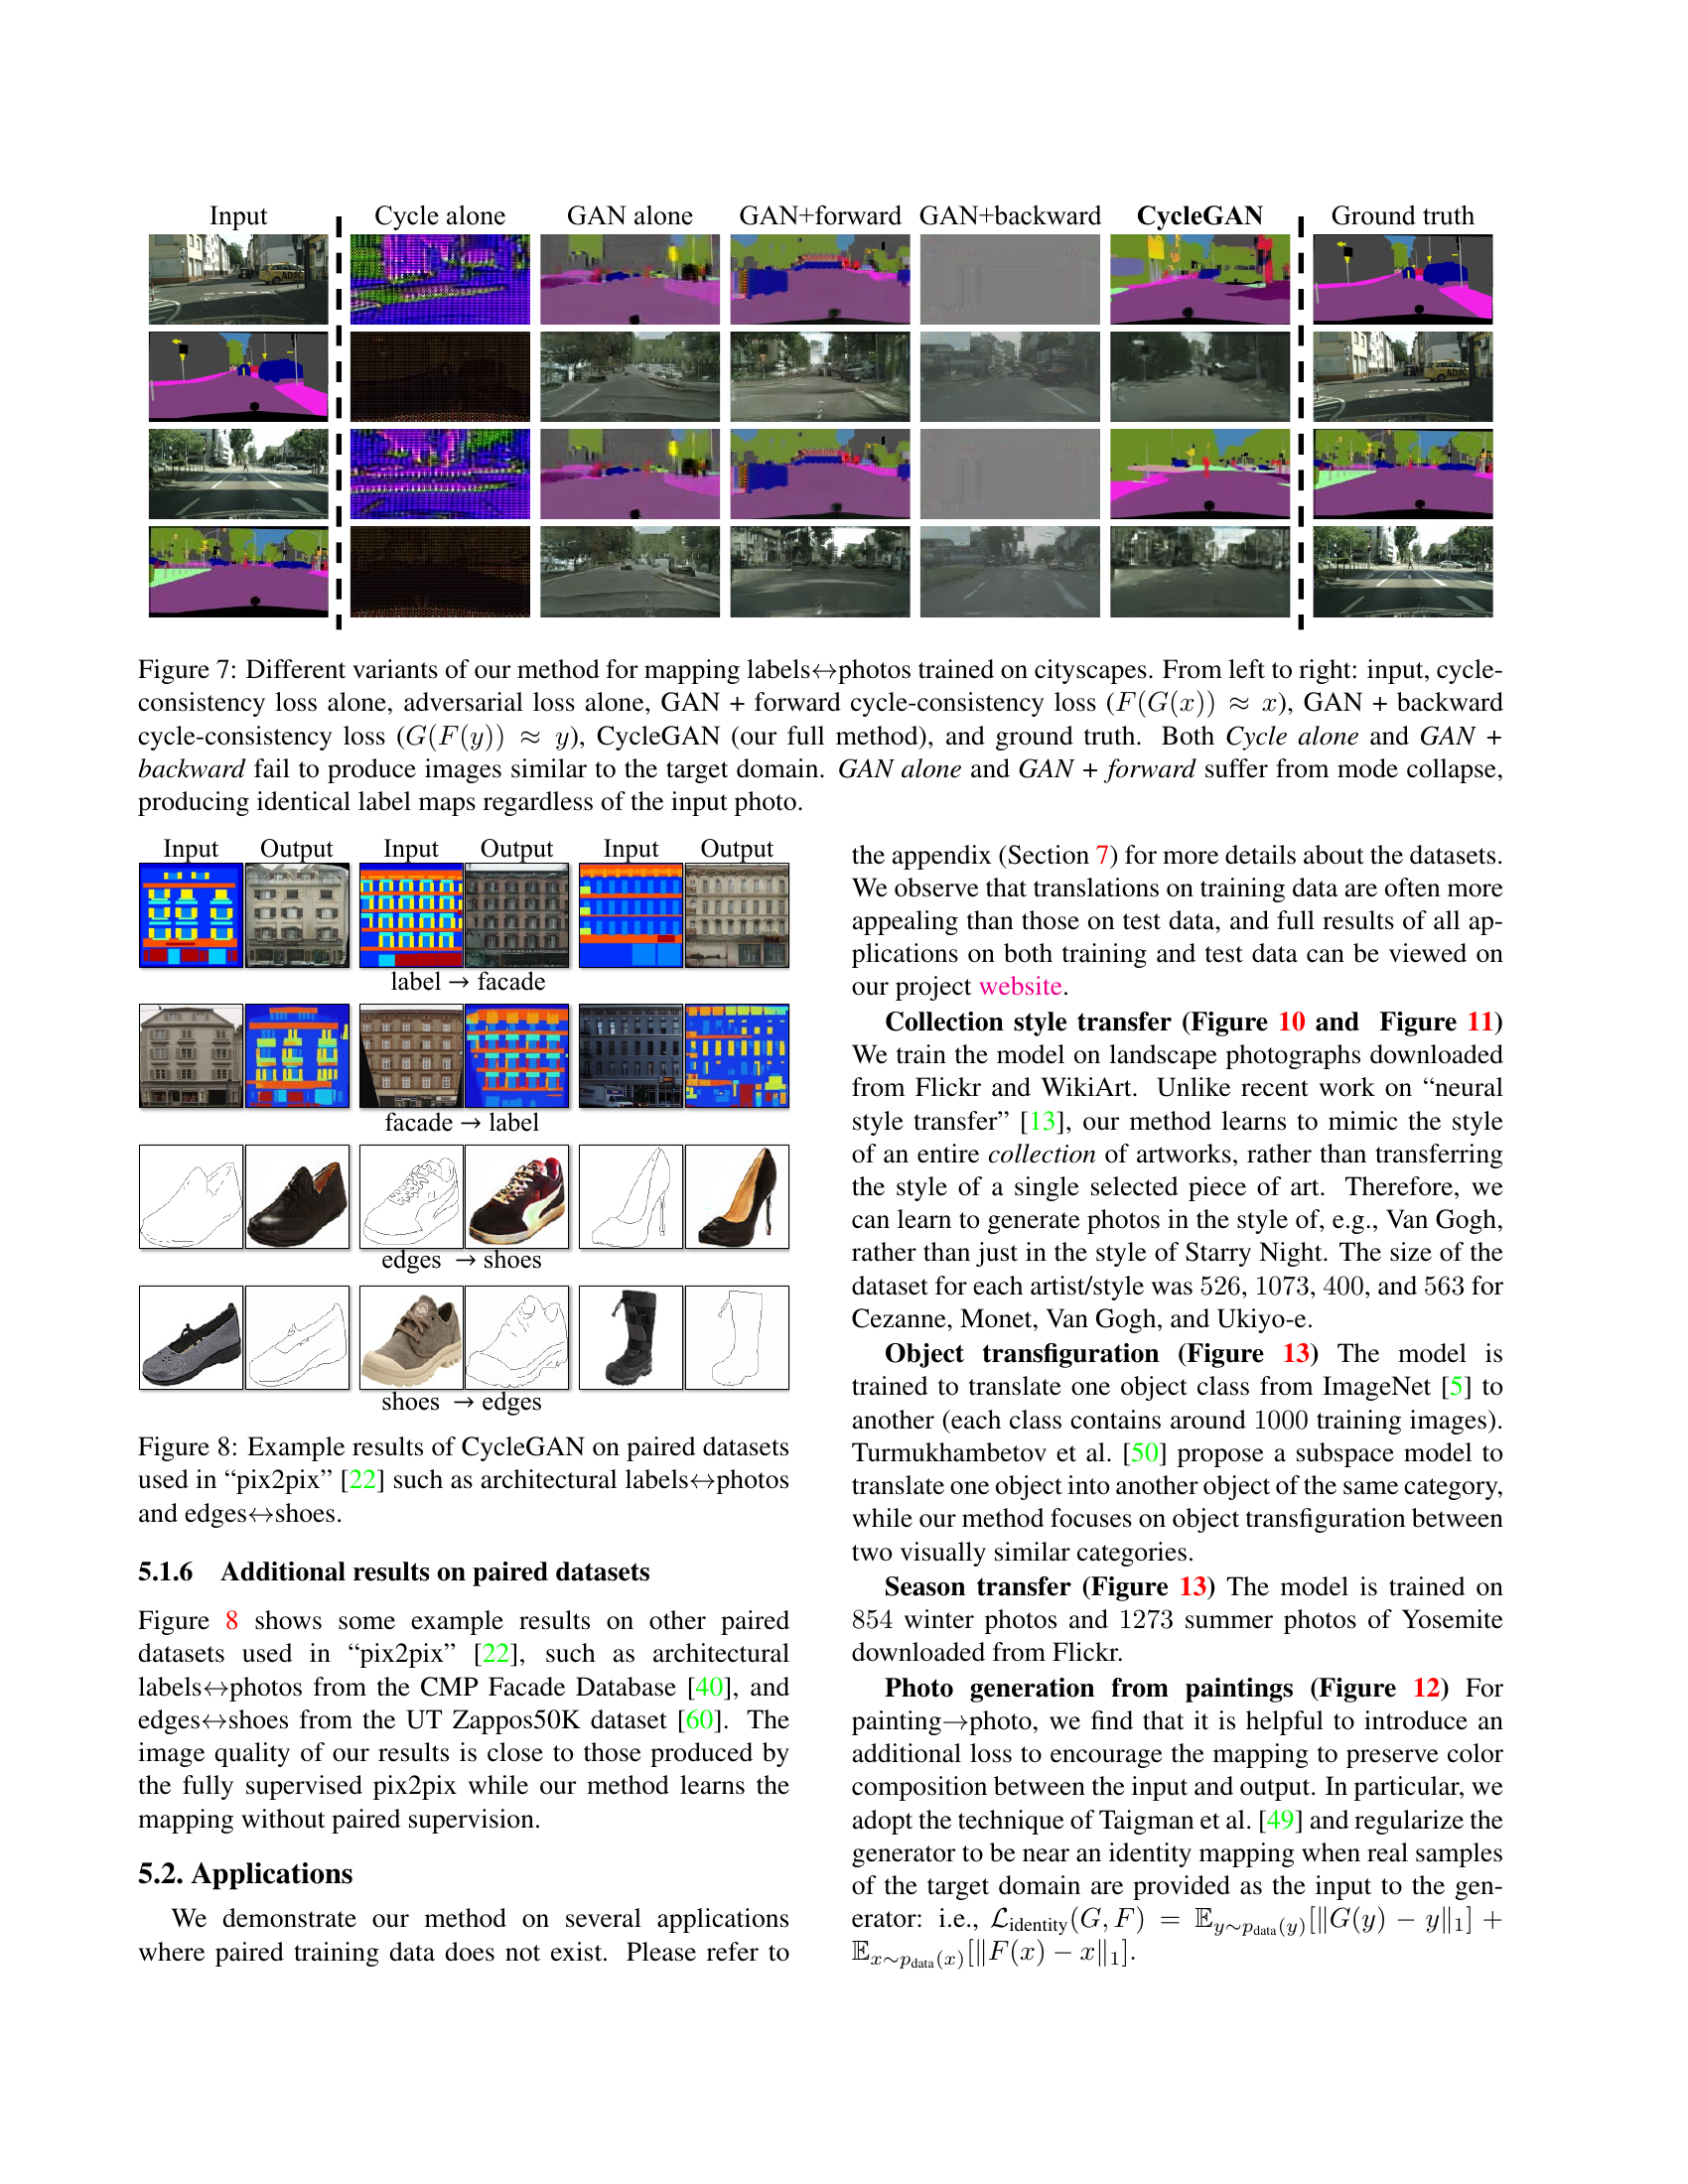 Input Cycle alone GAN alone GAN+forward GAN+backward CycleGAN Ground truth
Figure 7: Different variants of our method for mapping labels↔photos trained on cityscapes. From left to right: input, cycle-
consistency loss alone, adversarial loss alone, GAN + forward cycle-consistency loss (F(G(x)) ≈ x), GAN + backward
cycle-consistency loss (G(F(y)) ≈ y), CycleGAN (our full method), and ground truth. Both Cycle alone and GAN +
backward fail to produce images similar to the target domain. GAN alone and GAN + forward suffer from mode collapse,
producing identical label maps regardless of the input photo.
Input Output Input Output Input Output
label → facade
facade → label
edges → shoes
shoes → edges
Figure 8: Example results of CycleGAN on paired datasets
used in “pix2pix” [22] such as architectural labels↔photos
and edges↔shoes.
5.1.6 Additional results on paired datasets
Figure 8 shows some example results on other paired
datasets used in “pix2pix” [22], such as architectural
labels↔photos from the CMP Facade Database [40], and
edges↔shoes from the UT Zappos50K dataset [60]. The
image quality of our results is close to those produced by
the fully supervised pix2pix while our method learns the
mapping without paired supervision.
5.2. Applications
We demonstrate our method on several applications
where paired training data does not exist. Please refer to
the appendix (Section 7) for more details about the datasets.
We observe that translations on training data are often more
appealing than those on test data, and full results of all ap-
plications on both training and test data can be viewed on
our project website.
Collection style transfer (Figure 10 and Figure 11)
We train the model on landscape photographs downloaded
from Flickr and WikiArt. Unlike recent work on “neural
style transfer” [13], our method learns to mimic the style
of an entire collection of artworks, rather than transferring
the style of a single selected piece of art. Therefore, we
can learn to generate photos in the style of, e.g., Van Gogh,
rather than just in the style of Starry Night. The size of the
dataset for each artist/style was 526, 1073, 400, and 563 for
Cezanne, Monet, Van Gogh, and Ukiyo-e.
Object transfiguration (Figure 13) The model is
trained to translate one object class from ImageNet [5] to
another (each class contains around 1000 training images).
Turmukhambetov et al. [50] propose a subspace model to
translate one object into another object of the same category,
while our method focuses on object transfiguration between
two visually similar categories.
Season transfer (Figure 13) The model is trained on
854 winter photos and 1273 summer photos of Yosemite
downloaded from Flickr.
Photo generation from paintings (Figure 12) For
painting→photo, we find that it is helpful to introduce an
additional loss to encourage the mapping to preserve color
composition between the input and output. In particular, we
adopt the technique of Taigman et al. [49] and regularize the
generator to be near an identity mapping when real samples
of the target domain are provided as the input to the gen-
erator: i.e., ℒ_identity(G, F) = 𝔼_y∼p_data(y)[‖G(y) − y‖₁] +
𝔼_x∼p_data(x)[‖F(x) − x‖₁].